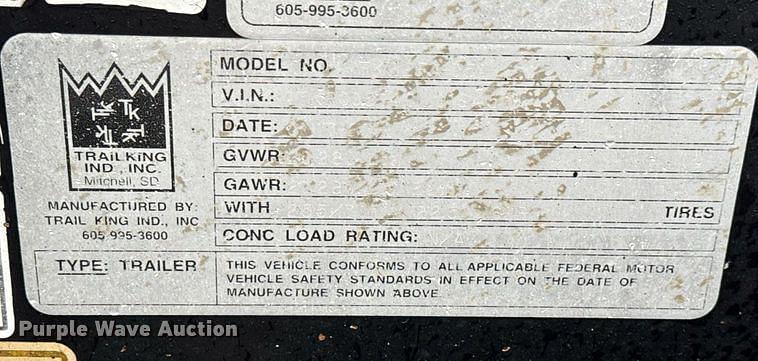 605-995-3600
TK
TRAIL KING
IND., INC.
Mitchell, SD
MANUFACTURED BY:
TRAIL KING IND., INC
605-995-3600
TYPE: TRAILER
MODEL NO.
V.I.N.:
DATE:
GVWR:
GAWR:
WITH TIRES
CONC LOAD RATING:
THIS VEHICLE CONFORMS TO ALL APPLICABLE FEDERAL MOTOR
VEHICLE SAFETY STANDARDS IN EFFECT ON THE DATE OF
MANUFACTURE SHOWN ABOVE
Purple Wave Auction